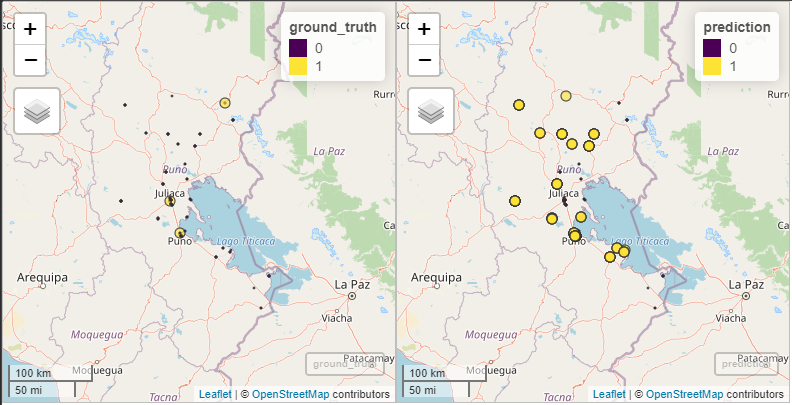 +
−
ground_truth
0
1
La Paz
Puno
Juliaca
Puno
Lago Titicaca
Arequipa
La Paz
Viacha
Moquegua
Moquegua
Patacamay
Tacna
100 km
50 mi
ground_truth
Leaflet | © OpenStreetMap contributors
+
−
prediction
0
1
La Paz
Puno
Juliaca
Puno
Lago Titicaca
Arequipa
La Paz
Viacha
Moquegua
Moquegua
Patacamay
Tacna
100 km
50 mi
prediction
Leaflet | © OpenStreetMap contributors